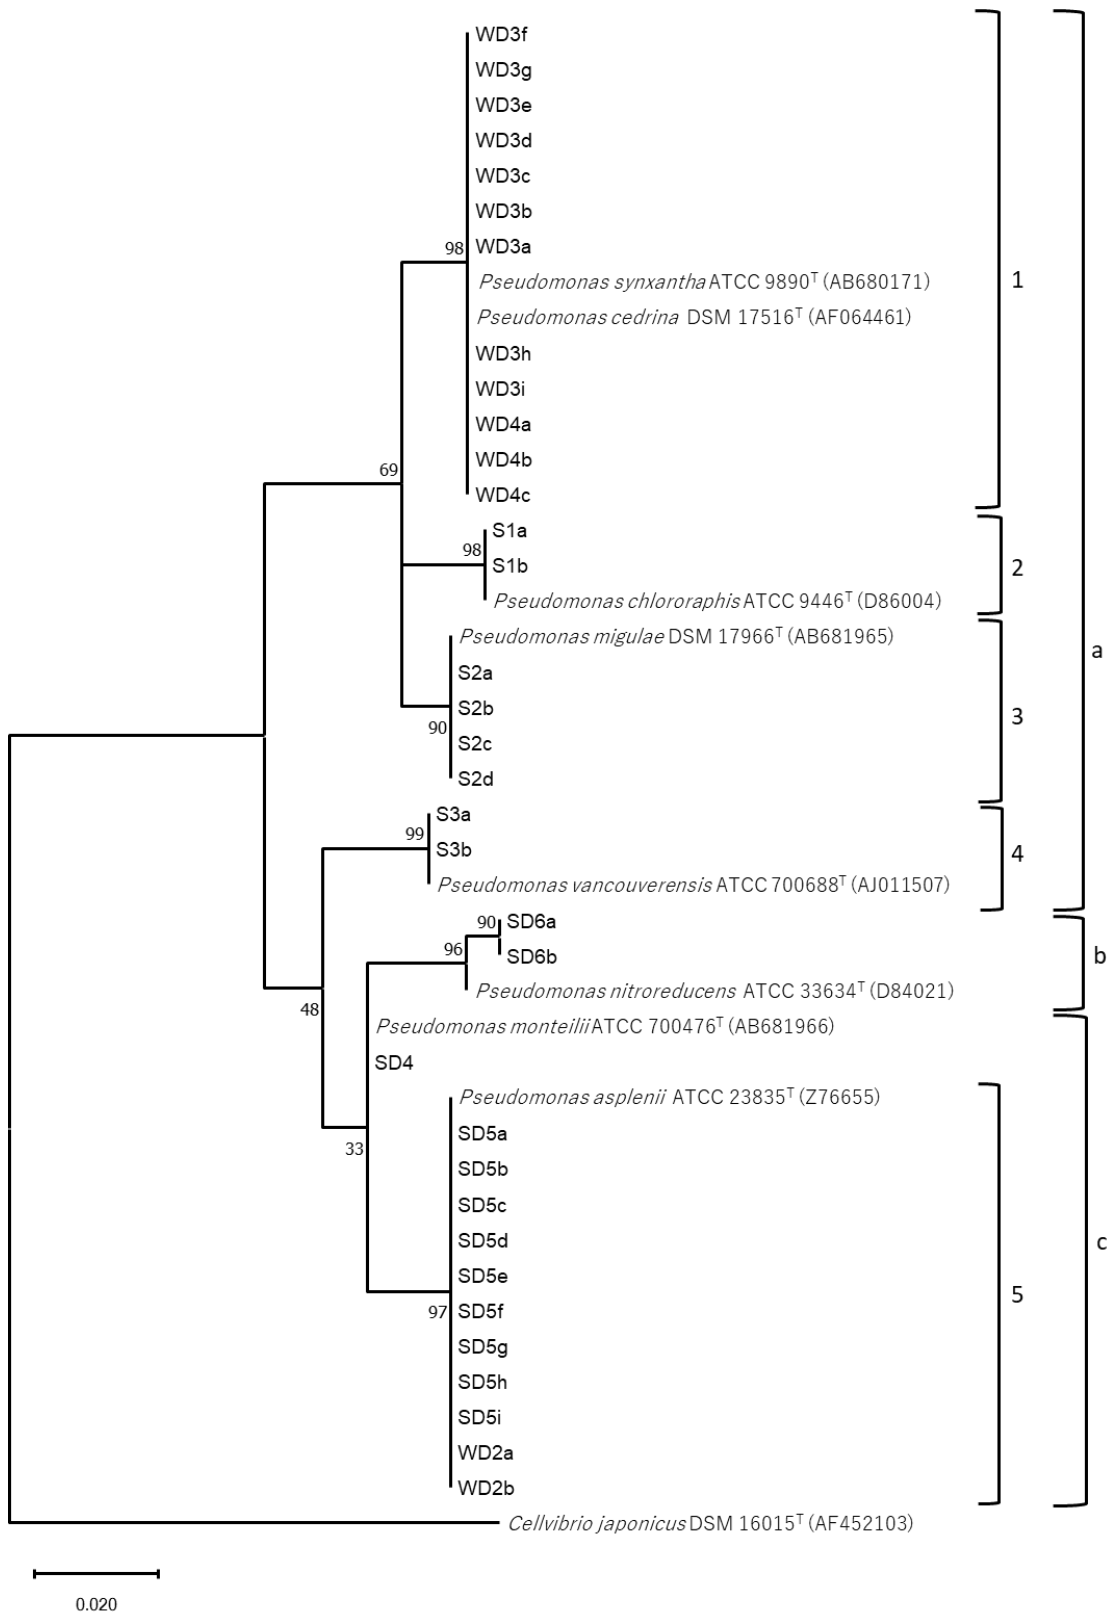 WD3f
WD3g
WD3e
WD3d
WD3c
WD3b
98 WD3a
Pseudomonas synxantha ATCC 9890ᵀ (AB680171) 1
Pseudomonas cedrina DSM 17516ᵀ (AF064461)
WD3h
WD3i
WD4a
WD4b
69
WD4c
S1a
98 S1b 2
Pseudomonas chlororaphis ATCC 9446ᵀ (D86004)
Pseudomonas migulae DSM 17966ᵀ (AB681965) a
S2a
S2b 3
90
S2c
S2d
S3a
99 S3b 4
Pseudomonas vancouverensis ATCC 700688ᵀ (AJ011507)
90 SD6a
96 SD6b b
Pseudomonas nitroreducens ATCC 33634ᵀ (D84021)
48
Pseudomonas monteilii ATCC 700476ᵀ (AB681966)
SD4
Pseudomonas asplenii ATCC 23835ᵀ (Z76655)
SD5a
33
SD5b
SD5c
SD5d c
SD5e
5
97 SD5f
SD5g
SD5h
SD5i
WD2a
WD2b
Cellvibrio japonicus DSM 16015ᵀ (AF452103)
0.020